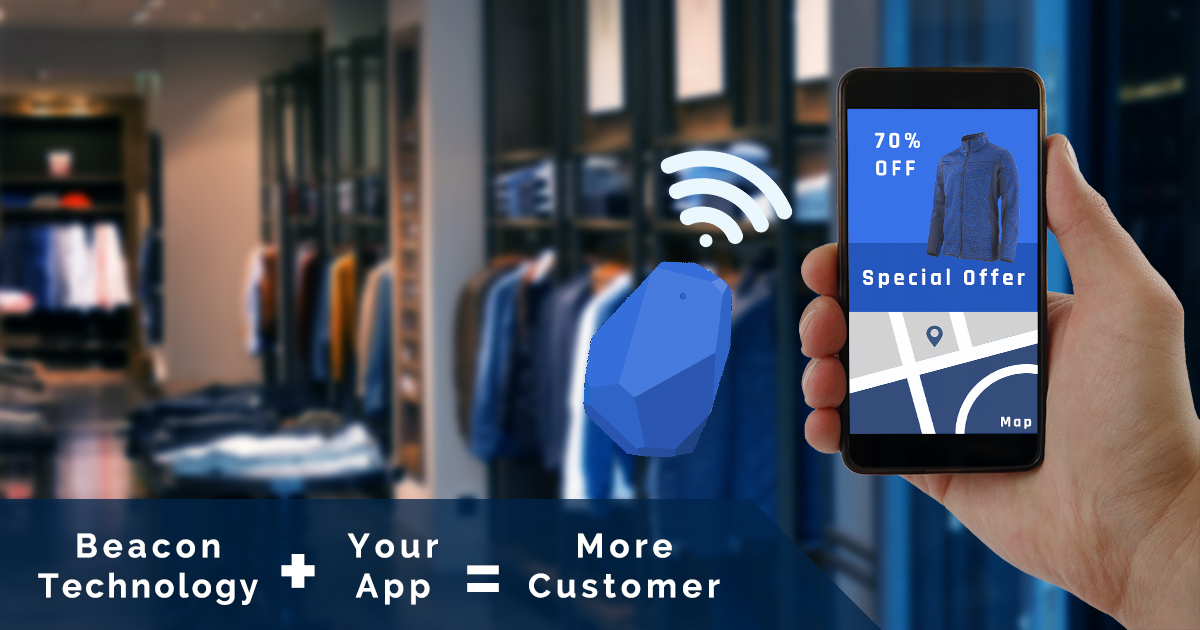 70%
OFF
Special Offer
Map
Beacon
Technology
+
Your
App
=
More
Customer